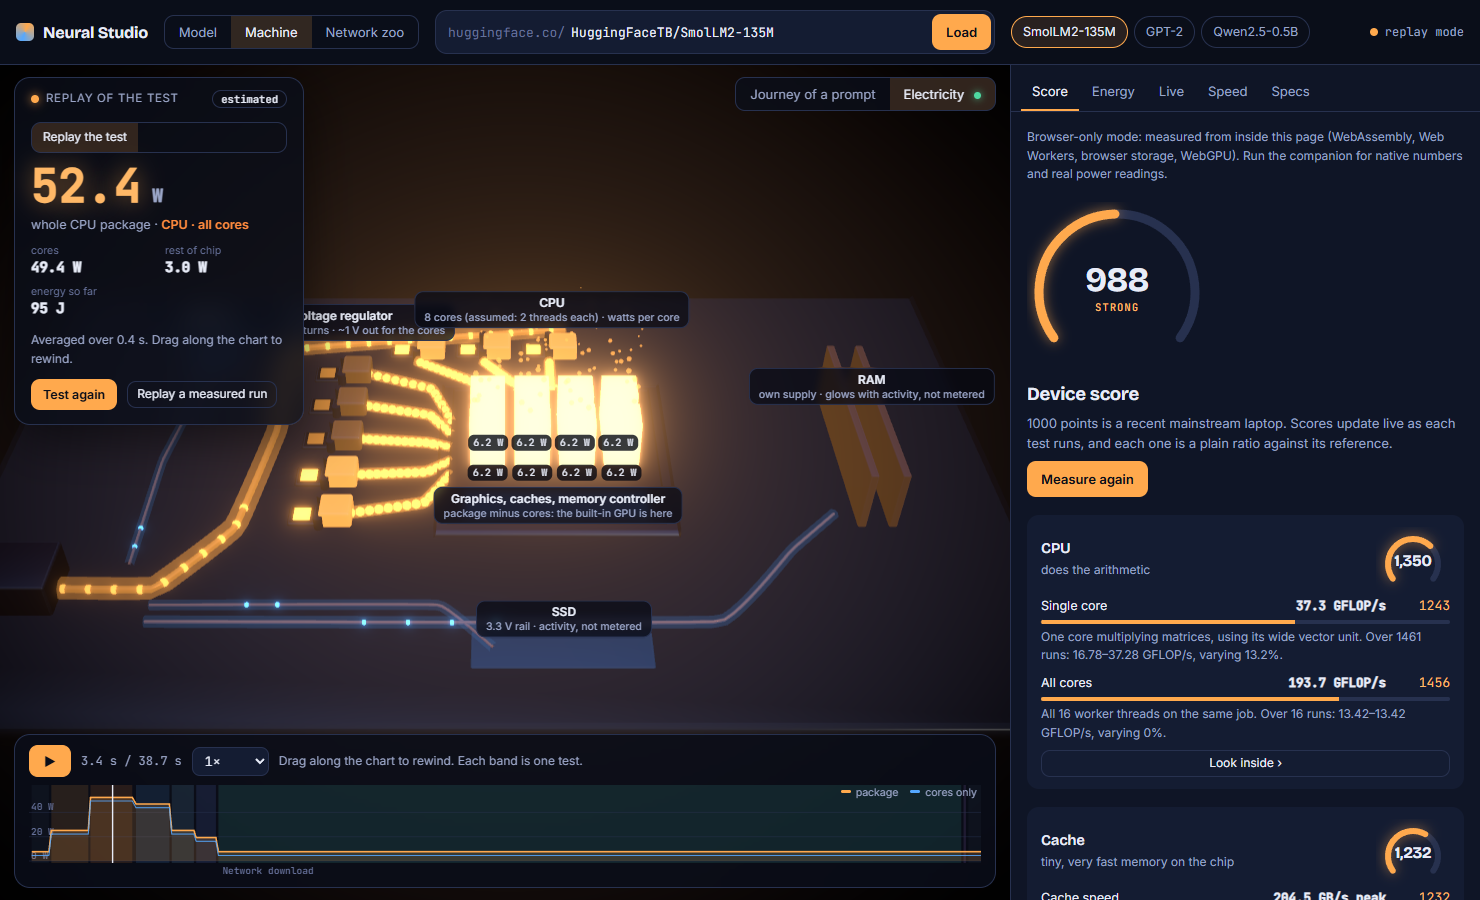 Neural Studio
Model
Machine
Network zoo
huggingface.co/ HuggingFaceTB/SmolLM2-135M
Load
SmolLM2-135M
GPT-2
Qwen2.5-0.5B
replay mode
REPLAY OF THE TEST
estimated
Replay the test
52.4 W
whole CPU package · CPU · all cores
cores
rest of chip
49.4 W
3.0 W
energy so far
95 J
Averaged over 0.4 s. Drag along the chart to
rewind.
Test again
Replay a measured run
Journey of a prompt
Electricity
oltage regulator
turns · ~1 V out for the cores
CPU
8 cores (assumed: 2 threads each) · watts per core
RAM
own supply · glows with activity, not metered
6.2 W 6.2 W 6.2 W 6.2 W
6.2 W 6.2 W 6.2 W 6.2 W
Graphics, caches, memory controller
package minus cores: the built-in GPU is here
SSD
3.3 V rail · activity, not metered
3.4 s / 38.7 s
1×
Drag along the chart to rewind. Each band is one test.
package
cores only
40 W
20 W
0 W
Network download
Score
Energy
Live
Speed
Specs
Browser-only mode: measured from inside this page (WebAssembly, Web
Workers, browser storage, WebGPU). Run the companion for native numbers
and real power readings.
988
STRONG
Device score
1000 points is a recent mainstream laptop. Scores update live as each
test runs, and each one is a plain ratio against its reference.
Measure again
CPU
does the arithmetic
1,350
Single core
37.3 GFLOP/s
1243
One core multiplying matrices, using its wide vector unit. Over 1461
runs: 16.78–37.28 GFLOP/s, varying 13.2%.
All cores
193.7 GFLOP/s
1456
All 16 worker threads on the same job. Over 16 runs: 13.42–13.42
GFLOP/s, varying 0%.
Look inside ›
Cache
tiny, very fast memory on the chip
1,232
Cache speed
204.5 GB/s peak
1232